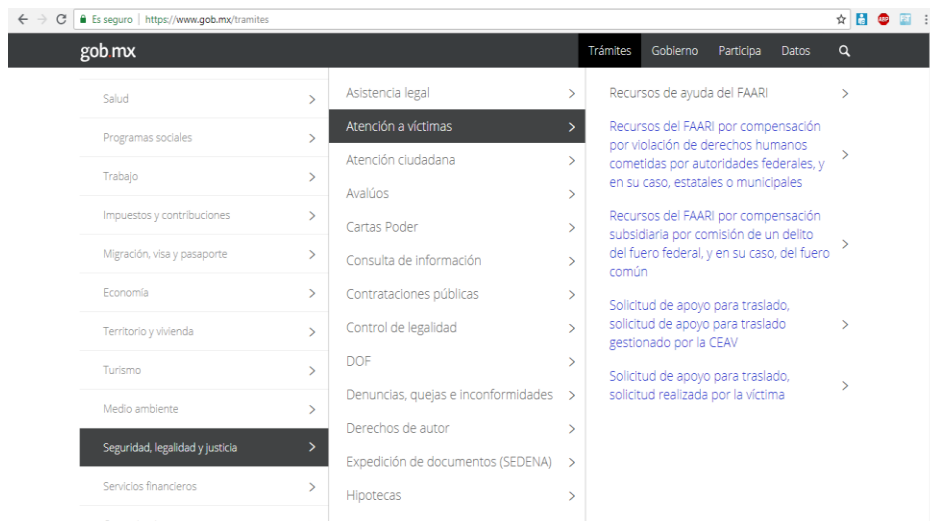 Es seguro | https://www.gob.mx/tramites
ABP
gob.mx
Trámites Gobierno Participa Datos
Salud
Programas sociales
Trabajo
Impuestos y contribuciones
Migración, visa y pasaporte
Economía
Territorio y vivienda
Turismo
Medio ambiente
Seguridad, legalidad y justicia
Servicios financieros
Asistencia legal
Atención a víctimas
Atención ciudadana
Avalúos
Cartas Poder
Consulta de información
Contrataciones públicas
Control de legalidad
DOF
Denuncias, quejas e inconformidades
Derechos de autor
Expedición de documentos (SEDENA)
Hipotecas
Recursos de ayuda del FAARI
Recursos del FAARI por compensación
por violación de derechos humanos
cometidas por autoridades federales, y
en su caso, estatales o municipales
Recursos del FAARI por compensación
subsidiaria por comisión de un delito
del fuero federal, y en su caso, del fuero
común
Solicitud de apoyo para traslado,
solicitud de apoyo para traslado
gestionado por la CEAV
Solicitud de apoyo para traslado,
solicitud realizada por la víctima